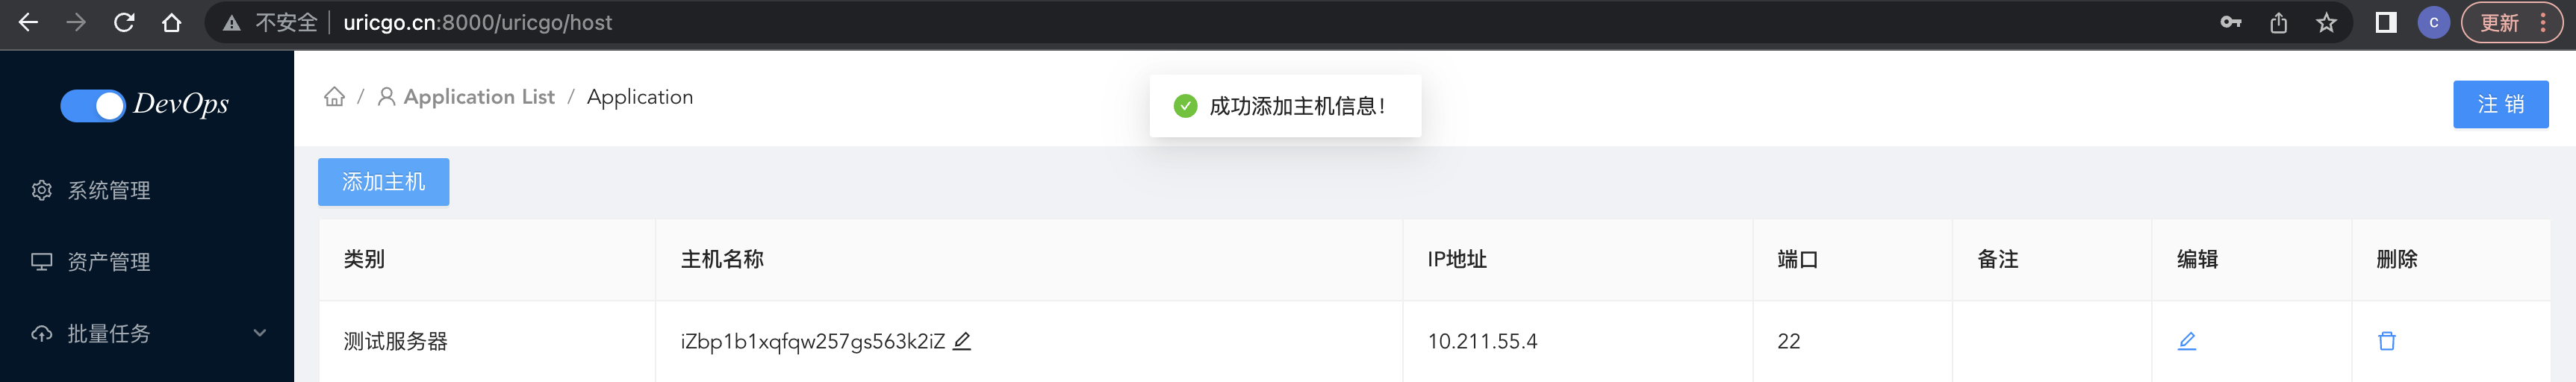 不安全 uricgo.cn:8000/uricgo/host C 更新
DevOps
/ Application List / Application
成功添加主机信息!
注 销
添加主机
系统管理
资产管理
批量任务
类别 主机名称 IP地址 端口 备注 编辑 删除
测试服务器 iZbp1b1xqfqw257gs563k2iZ 10.211.55.4 22